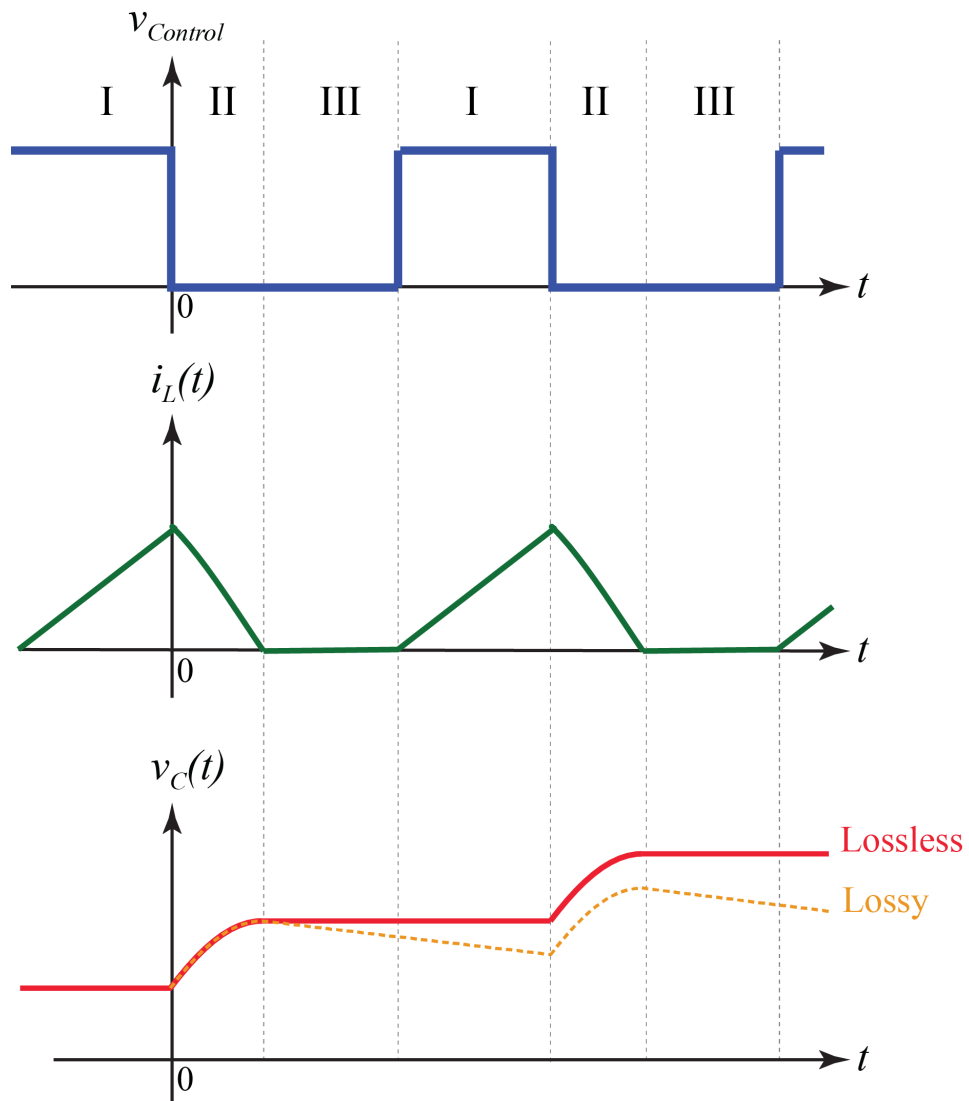 v_Control
I II III I II III
t
0
i_L(t)
t
0
v_C(t)
Lossless
Lossy
t
0